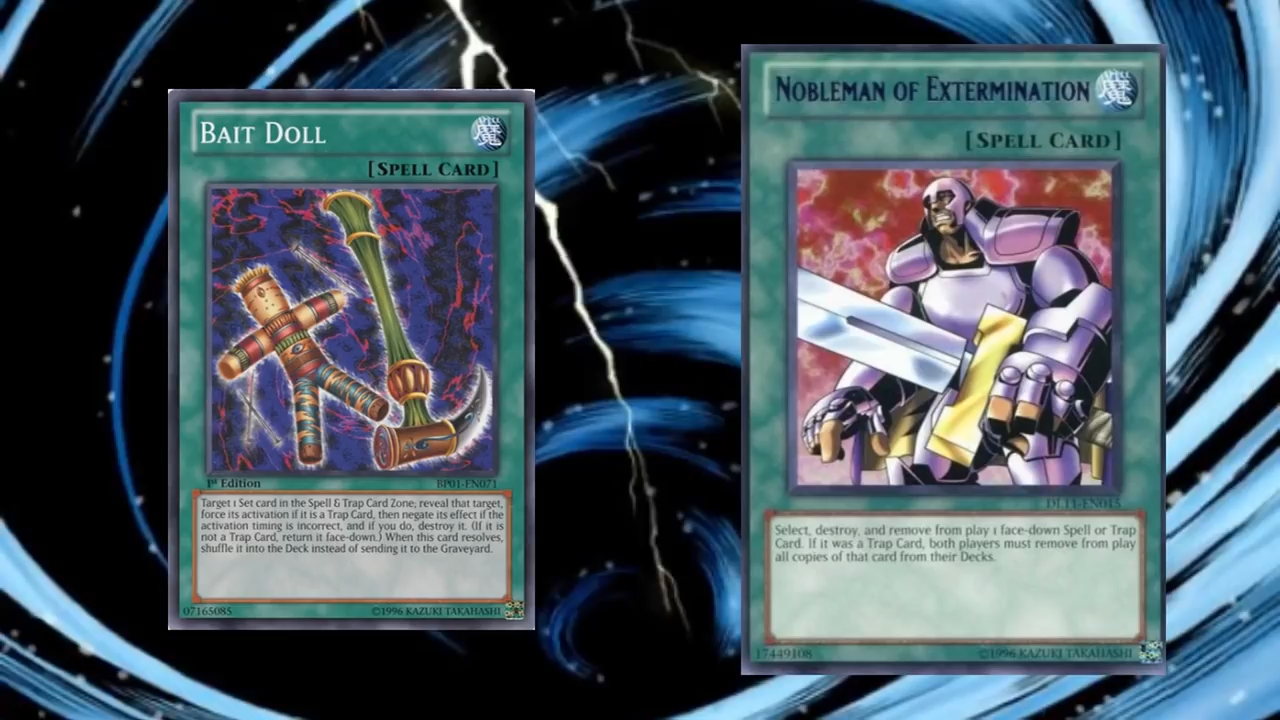 Bait Doll
魔
[Spell Card]
1st Edition
BP01-EN071
Target 1 Set card in the Spell & Trap Card Zone; reveal that target,
force its activation if it is a Trap Card, then negate its effect if the
activation timing is incorrect, and if you do, destroy it. (If it is
not a Trap Card, return it face-down.) When this card resolves,
shuffle it into the Deck instead of sending it to the Graveyard.
07165085
©1996 KAZUKI TAKAHASHI
Nobleman of Extermination
魔
[Spell Card]
DL11-EN015
Select, destroy, and remove from play 1 face-down Spell or Trap
Card. If it was a Trap Card, both players must remove from play
all copies of that card from their Decks.
17449108
©1996 KAZUKI TAKAHASHI